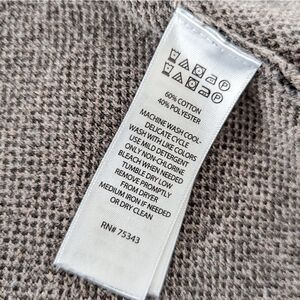 60% COTTON
40% POLYESTER
MACHINE WASH COOL-
DELICATE CYCLE
WASH WITH LIKE COLORS
USE MILD DETERGENT
ONLY NON-CHLORINE
BLEACH WHEN NEEDED
TUMBLE DRY LOW
REMOVE PROMPTLY
FROM DRYER
MEDIUM IRON IF NEEDED
OR DRY CLEAN
RN# 75343